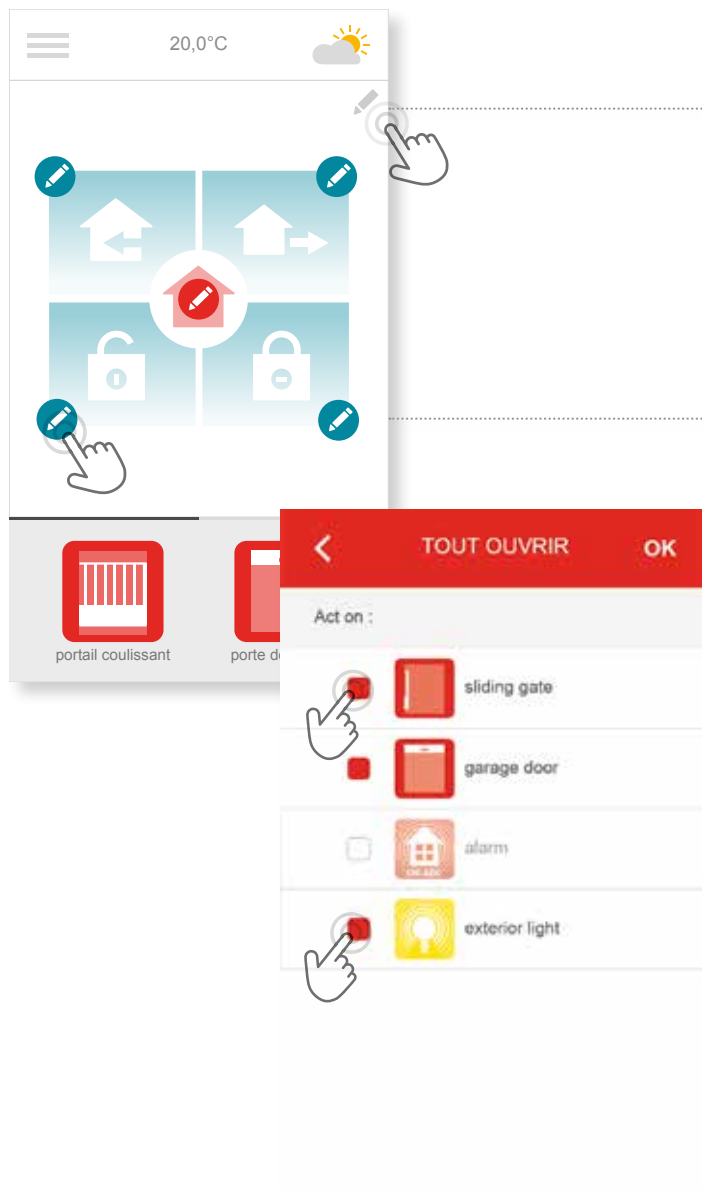 20,0°C
portail coulissant
porte de
TOUT OUVRIR
OK
Act on :
sliding gate
garage door
alarm
exterior light